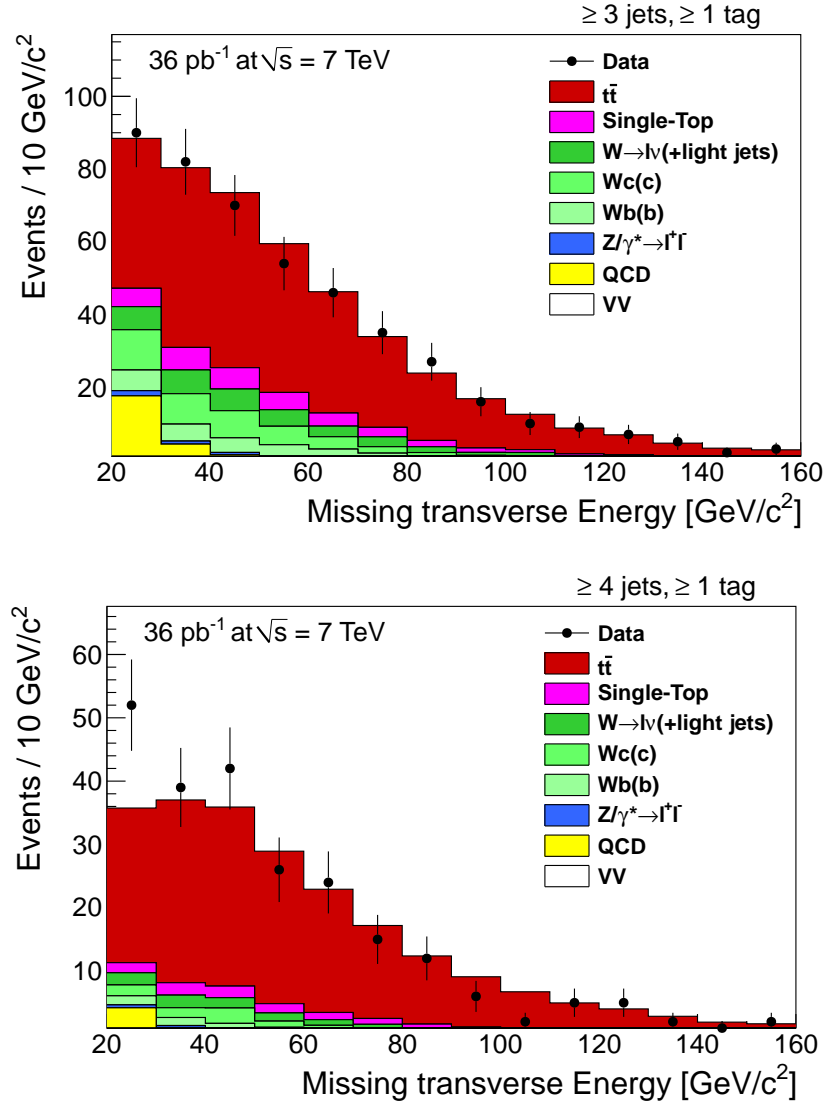 ≥ 3 jets, ≥ 1 tag
36 pb⁻¹ at √s = 7 TeV
Data
tt̄
Single-Top
W→lν(+light jets)
Wc(c)
Wb(b)
Z/γ*→l⁺l⁻
QCD
VV
Events / 10 GeV/c²
100
80
60
40
20
20 40 60 80 100 120 140 160
Missing transverse Energy [GeV/c²]
≥ 4 jets, ≥ 1 tag
36 pb⁻¹ at √s = 7 TeV
Data
tt̄
Single-Top
W→lν(+light jets)
Wc(c)
Wb(b)
Z/γ*→l⁺l⁻
QCD
VV
Events / 10 GeV/c²
60
50
40
30
20
10
20 40 60 80 100 120 140 160
Missing transverse Energy [GeV/c²]